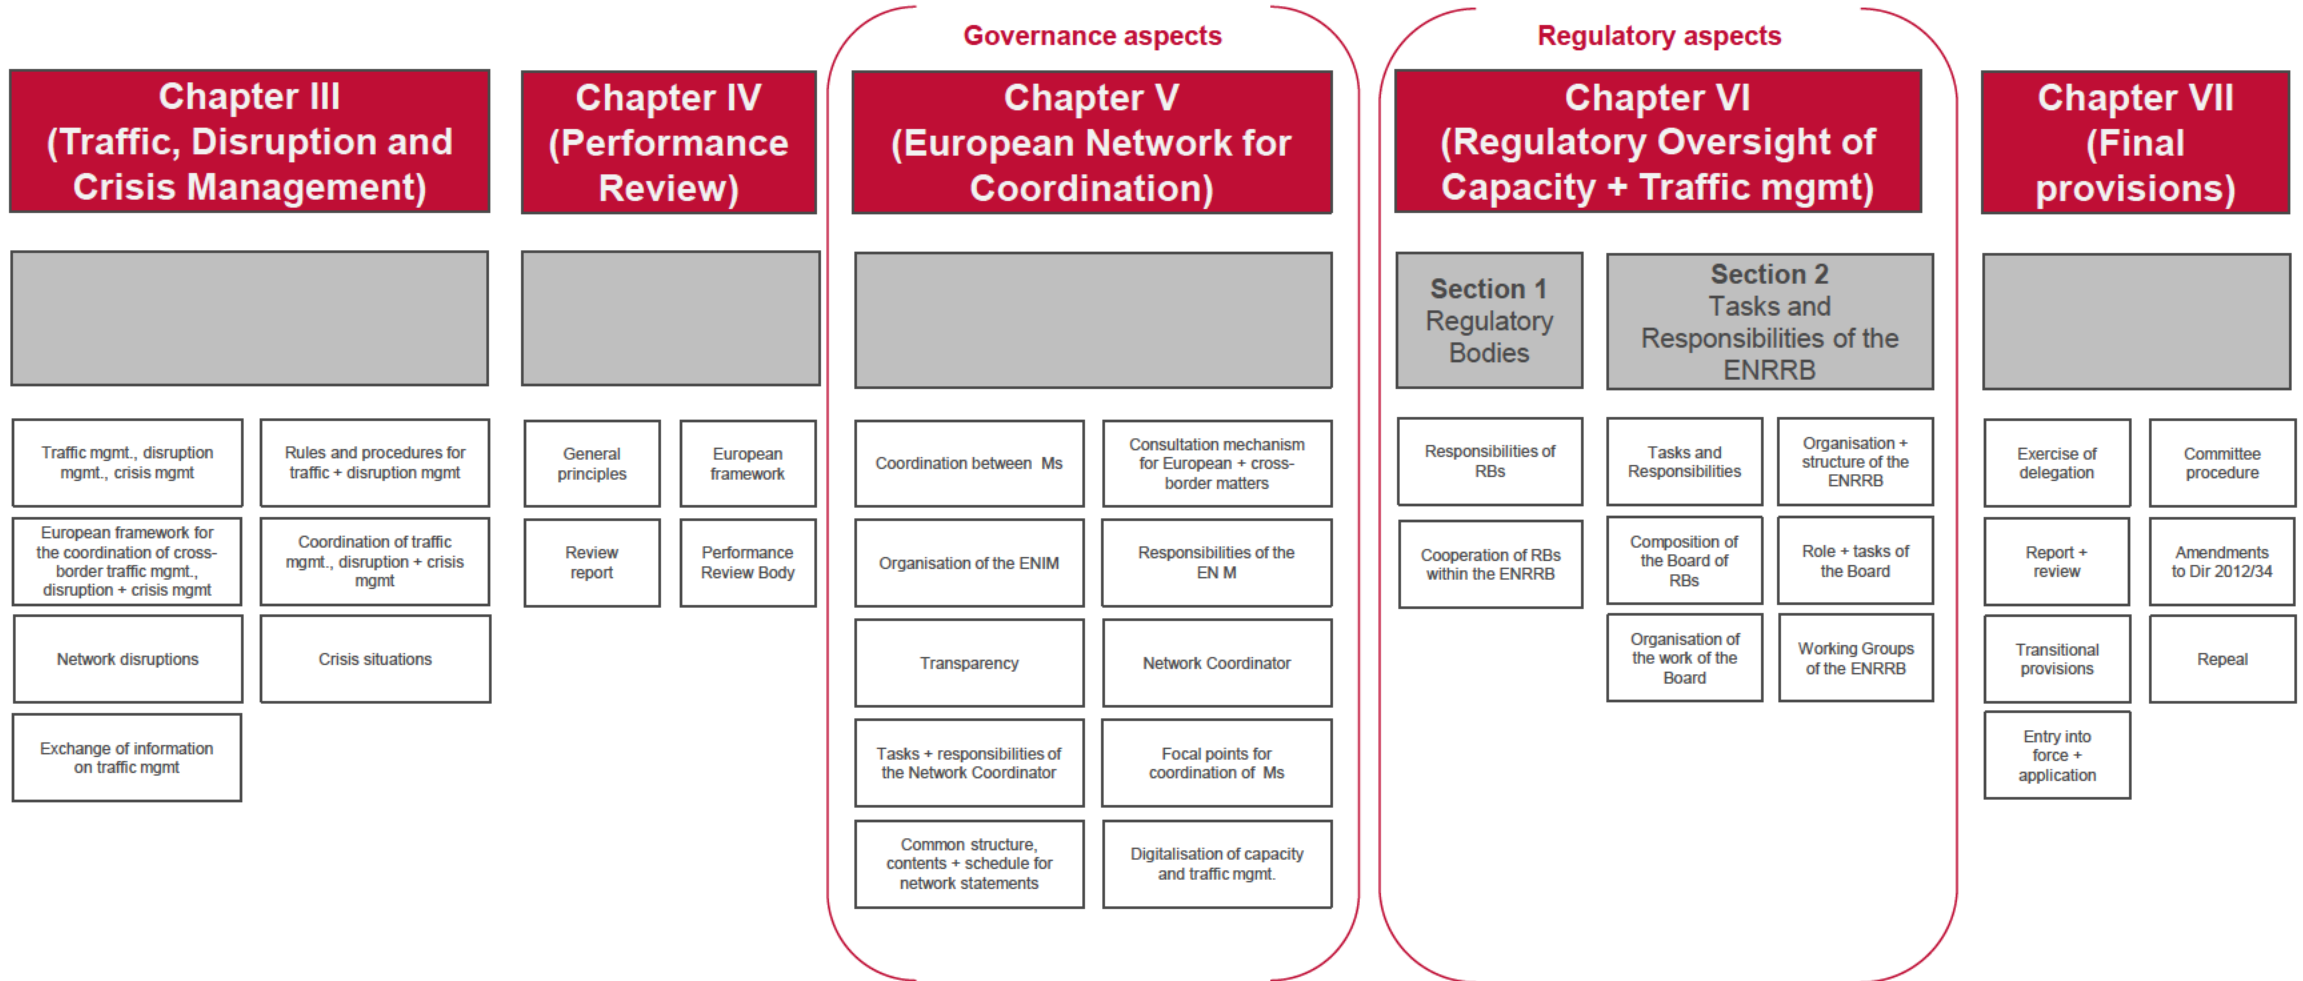 Governance aspects
Regulatory aspects
Chapter III
(Traffic, Disruption and
Crisis Management)
Chapter IV
(Performance
Review)
Chapter V
(European Network for
Coordination)
Chapter VI
(Regulatory Oversight of
Capacity + Traffic mgmt)
Chapter VII
(Final
provisions)
Section 1
Regulatory
Bodies
Section 2
Tasks and
Responsibilities of the
ENRRB
Traffic mgmt., disruption
mgmt., crisis mgmt
Rules and procedures for
traffic + disruption mgmt
European framework for
the coordination of cross-
border traffic mgmt.,
disruption + crisis mgmt
Coordination of traffic
mgmt., disruption + crisis
mgmt
Network disruptions
Crisis situations
Exchange of information
on traffic mgmt
General
principles
European
framework
Review
report
Performance
Review Body
Coordination between Ms
Consultation mechanism
for European + cross-
border matters
Organisation of the ENIM
Responsibilities of the
EN M
Transparency
Network Coordinator
Tasks + responsibilities of
the Network Coordinator
Focal points for
coordination of Ms
Common structure,
contents + schedule for
network statements
Digitalisation of capacity
and traffic mgmt.
Responsibilities of
RBs
Cooperation of RBs
within the ENRRB
Tasks and
Responsibilities
Organisation +
structure of the
ENRRB
Composition of
the Board of
RBs
Role + tasks of
the Board
Organisation of
the work of the
Board
Working Groups
of the ENRRB
Exercise of
delegation
Committee
procedure
Report +
review
Amendments
to Dir 2012/34
Transitional
provisions
Repeal
Entry into
force +
application